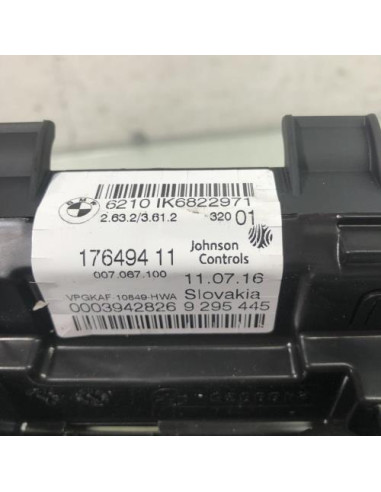 BMW
6210 IK6822971
2.63.2/3.61.2 320 01
176494 11
Johnson
Controls
007.067.100 11.07.16
VPGKAF-10849-HWA Slovakia
0003942826 9 295 445